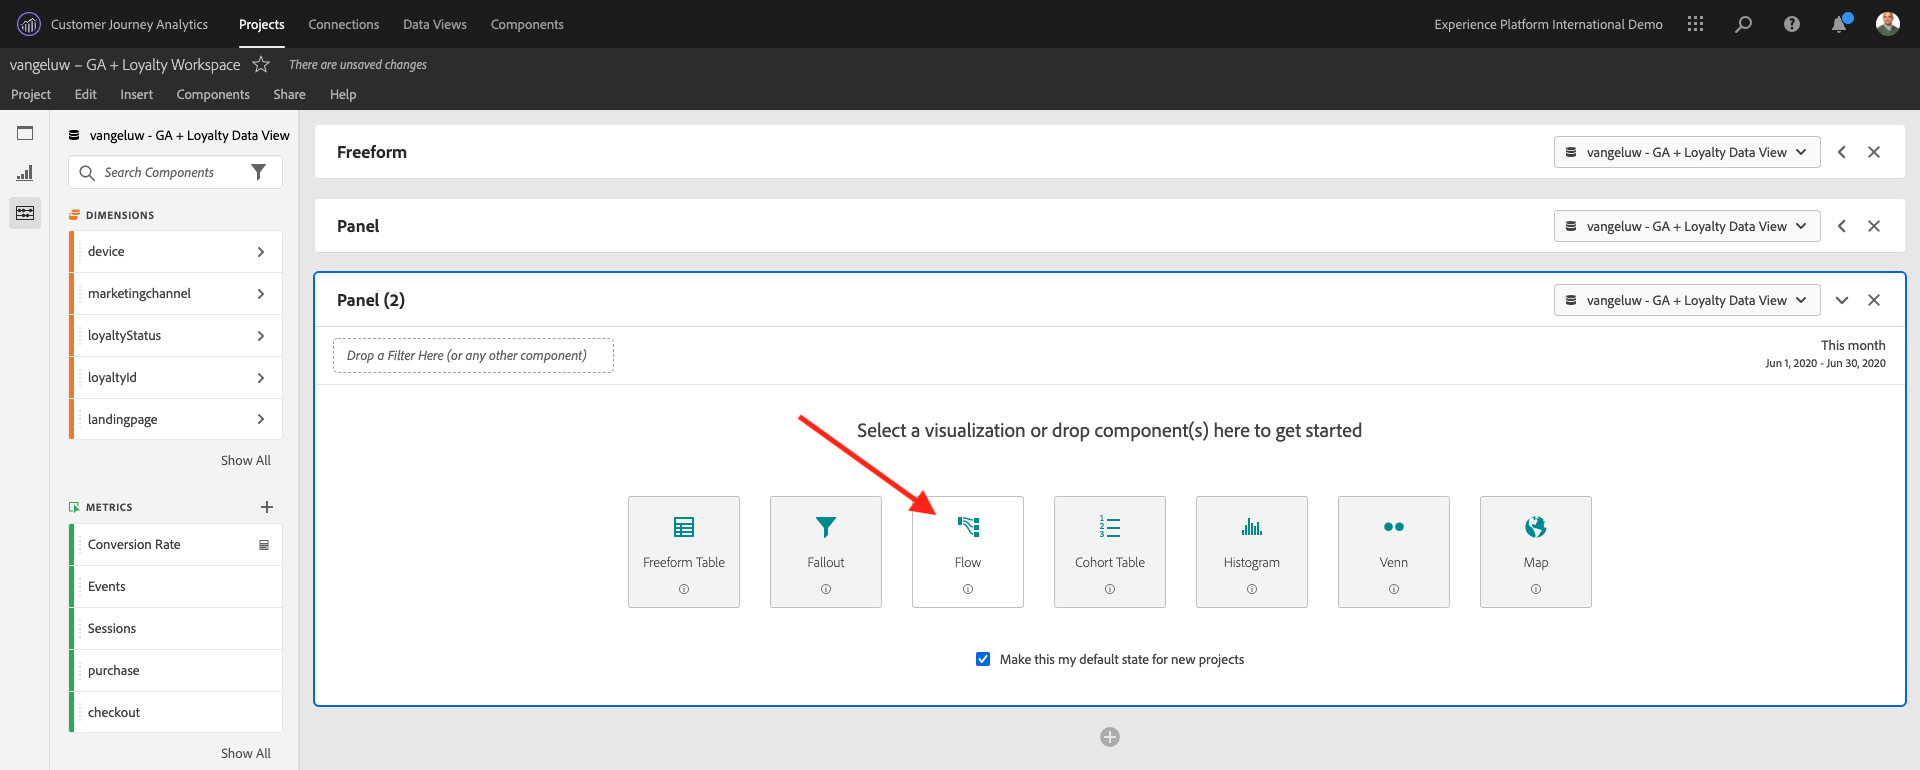 Customer Journey Analytics Projects Connections Data Views Components Experience Platform International Demo
vangeluw – GA + Loyalty Workspace There are unsaved changes
Project Edit Insert Components Share Help
vangeluw - GA + Loyalty Data View
Search Components
DIMENSIONS
device
marketingchannel
loyaltyStatus
loyaltyId
landingpage
Show All
METRICS
Conversion Rate
Events
Sessions
purchase
checkout
Show All
Freeform vangeluw - GA + Loyalty Data View
Panel vangeluw - GA + Loyalty Data View
Panel (2) vangeluw - GA + Loyalty Data View
Drop a Filter Here (or any other component)
This month
Jun 1, 2020 - Jun 30, 2020
Select a visualization or drop component(s) here to get started
1
2
3
Freeform Table Fallout Flow Cohort Table Histogram Venn Map
Make this my default state for new projects